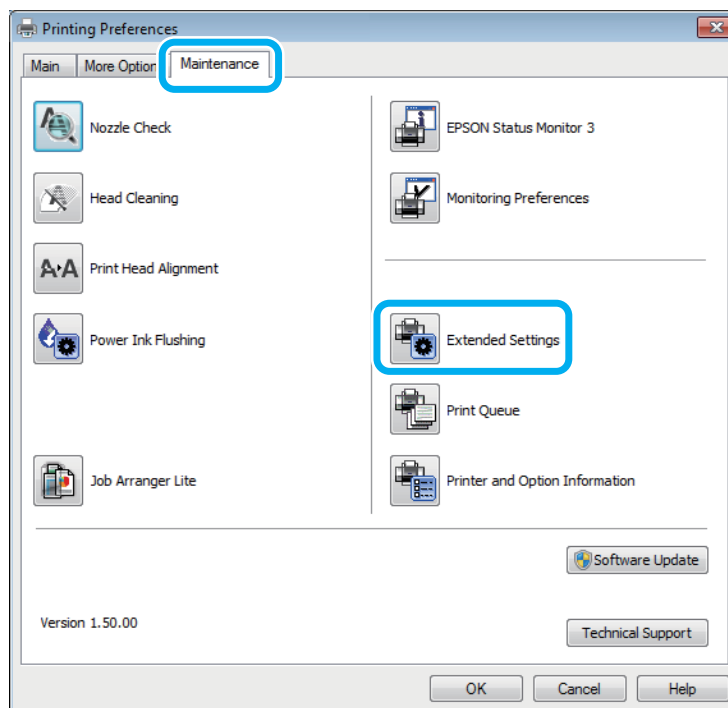 Printing Preferences
Main
More Option
Maintenance
Nozzle Check
Head Cleaning
A A Print Head Alignment
Power Ink Flushing
Job Arranger Lite
EPSON Status Monitor 3
Monitoring Preferences
Extended Settings
Print Queue
Printer and Option Information
Software Update
Version 1.50.00
Technical Support
OK
Cancel
Help